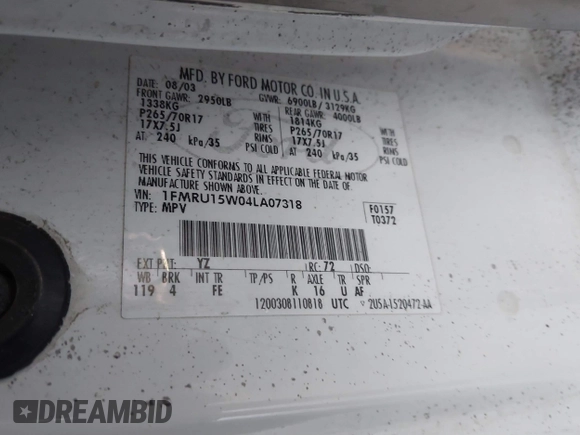 MFD. BY FORD MOTOR CO. IN U.S.A.
DATE: 08/03 GVWR: 6900LB / 3129KG
FRONT GAWR: 2950LB REAR GAWR: 4000LB
1338KG WITH 1814KG WITH
P265/70R17 TIRES P265/70R17 TIRES
17X7.5J RIMS 17X7.5J RIMS
AT 240 kPa/35 PSI COLD AT 240 kPa/35 PSI COLD
THIS VEHICLE CONFORMS TO ALL APPLICABLE FEDERAL MOTOR
VEHICLE SAFETY STANDARDS IN EFFECT ON THE DATE OF
MANUFACTURE SHOWN ABOVE.
VIN: 1FMRU15W04LA07318
TYPE: MPV
F0157
T0372
EXT PNT: YZ RC: 72 DSO:
WB BRK INT TR TP/PS R AXLE TR SPR
119 4 FE K 16 U AF
1200308110818 UTC 2U5A-1520472-AA
DREAMBID